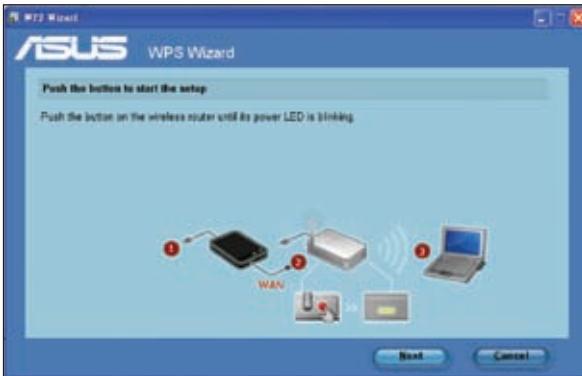 WPS Wizard
ASUS WPS Wizard
Push the button to start the setup
Push the button on the wireless router until its power LED is blinking.
1
2
3
WAN
Next
Cancel